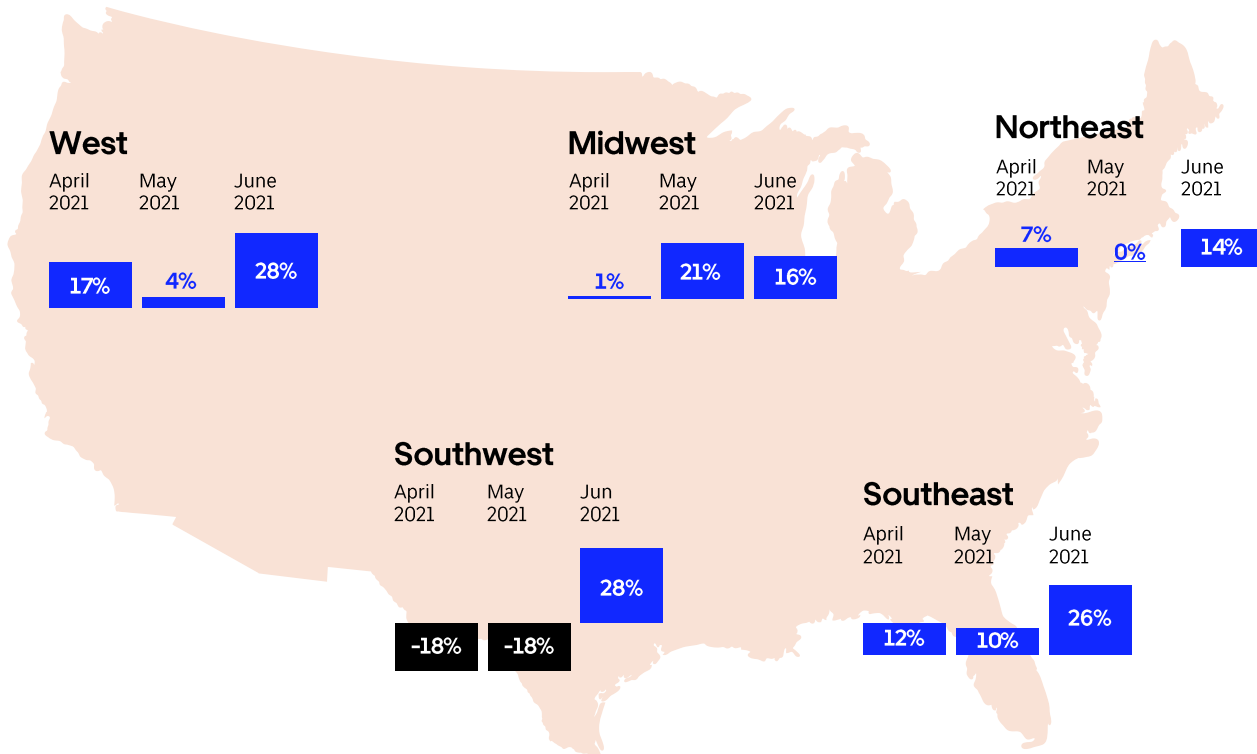 West
April May June
2021 2021 2021
17% 4% 28%
Midwest
April May June
2021 2021 2021
1% 21% 16%
Northeast
April May June
2021 2021 2021
7% 0% 14%
Southwest
April May Jun
2021 2021 2021
-18% -18% 28%
Southeast
April May June
2021 2021 2021
12% 10% 26%